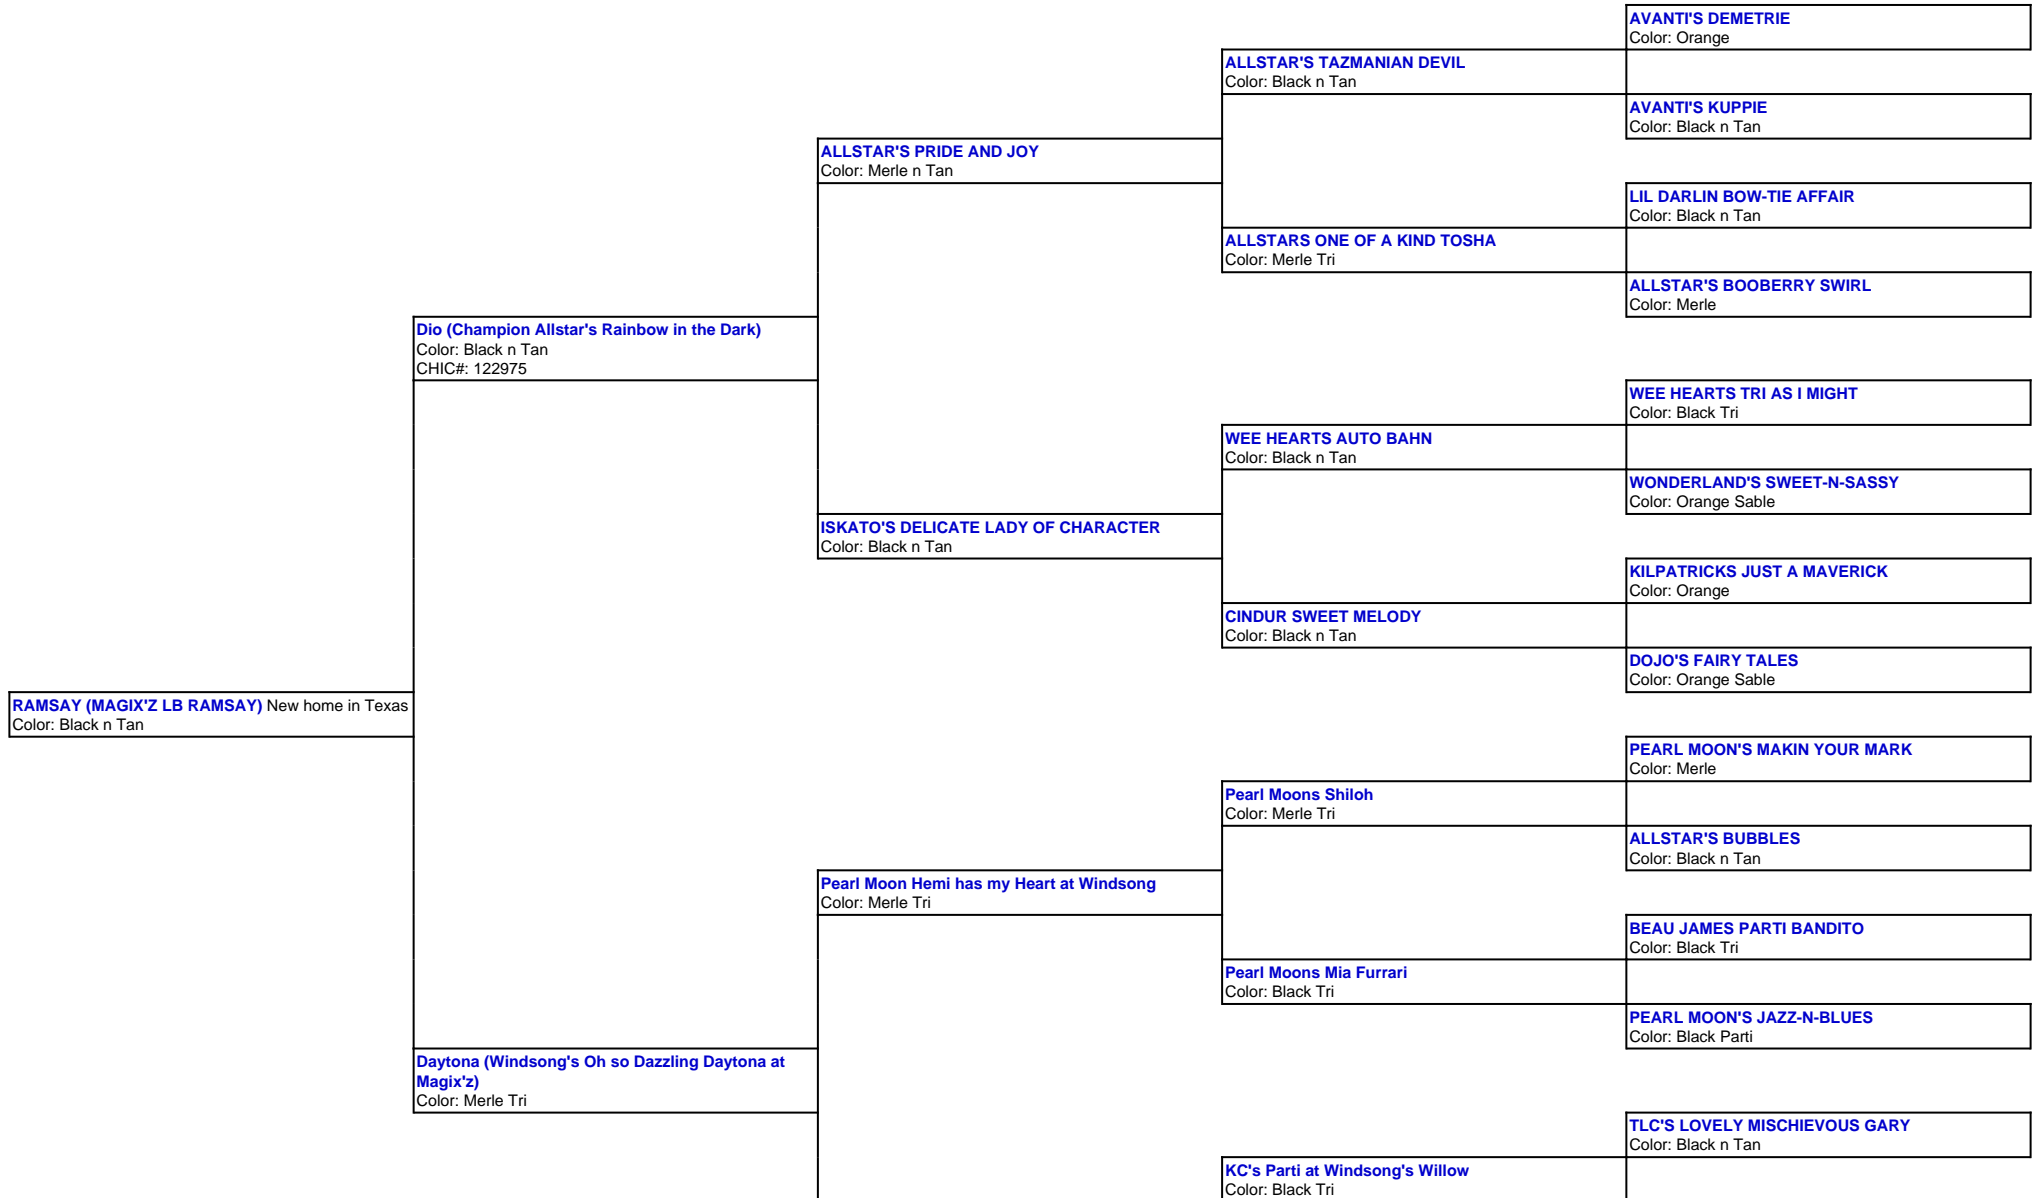 AVANTI'S DEMETRIE
Color: Orange
ALLSTAR'S TAZMANIAN DEVIL
Color: Black n Tan
AVANTI'S KUPPIE
Color: Black n Tan
ALLSTAR'S PRIDE AND JOY
Color: Merle n Tan
LIL DARLIN BOW-TIE AFFAIR
Color: Black n Tan
ALLSTARS ONE OF A KIND TOSHA
Color: Merle Tri
ALLSTAR'S BOOBERRY SWIRL
Color: Merle
Dio (Champion Allstar's Rainbow in the Dark)
Color: Black n Tan
CHIC#: 122975
WEE HEARTS TRI AS I MIGHT
Color: Black Tri
WEE HEARTS AUTO BAHN
Color: Black n Tan
WONDERLAND'S SWEET-N-SASSY
Color: Orange Sable
ISKATO'S DELICATE LADY OF CHARACTER
Color: Black n Tan
KILPATRICKS JUST A MAVERICK
Color: Orange
CINDUR SWEET MELODY
Color: Black n Tan
DOJO'S FAIRY TALES
Color: Orange Sable
RAMSAY (MAGIX'Z LB RAMSAY) New home in Texas
Color: Black n Tan
PEARL MOON'S MAKIN YOUR MARK
Color: Merle
Pearl Moons Shiloh
Color: Merle Tri
ALLSTAR'S BUBBLES
Color: Black n Tan
Pearl Moon Hemi has my Heart at Windsong
Color: Merle Tri
BEAU JAMES PARTI BANDITO
Color: Black Tri
Pearl Moons Mia Furrari
Color: Black Tri
PEARL MOON'S JAZZ-N-BLUES
Color: Black Parti
Daytona (Windsong's Oh so Dazzling Daytona at
Magix'z)
Color: Merle Tri
TLC'S LOVELY MISCHIEVOUS GARY
Color: Black n Tan
KC's Parti at Windsong's Willow
Color: Black Tri